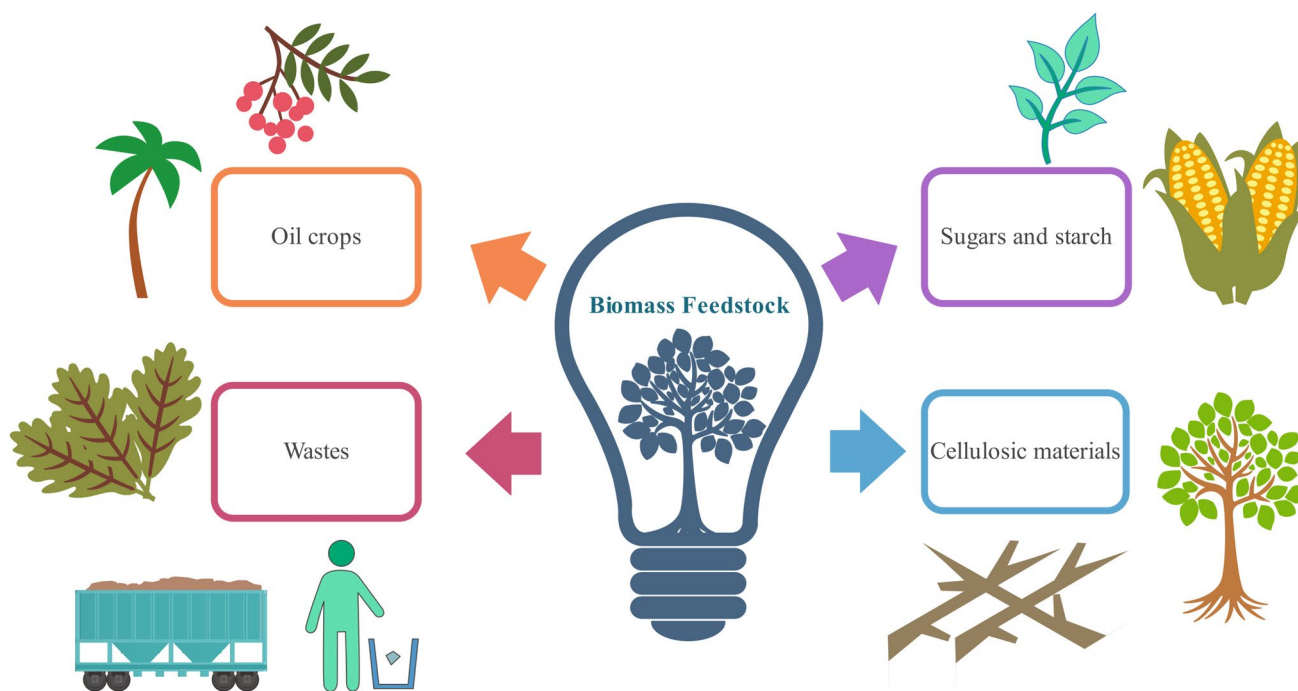 Oil crops
Sugars and starch
Biomass Feedstock
Wastes
Cellulosic materials